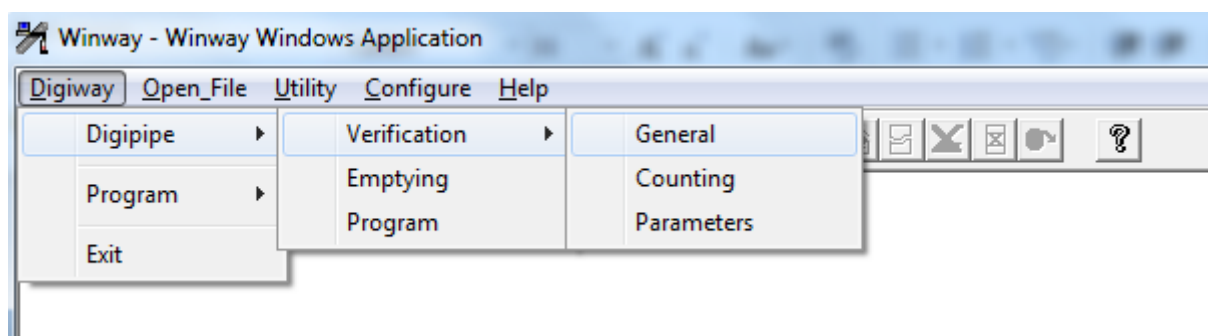 Winway - Winway Windows Application
Digiway Open_File Utility Configure Help
Digipipe Verification General
Emptying Counting
Program
Program Parameters
Exit